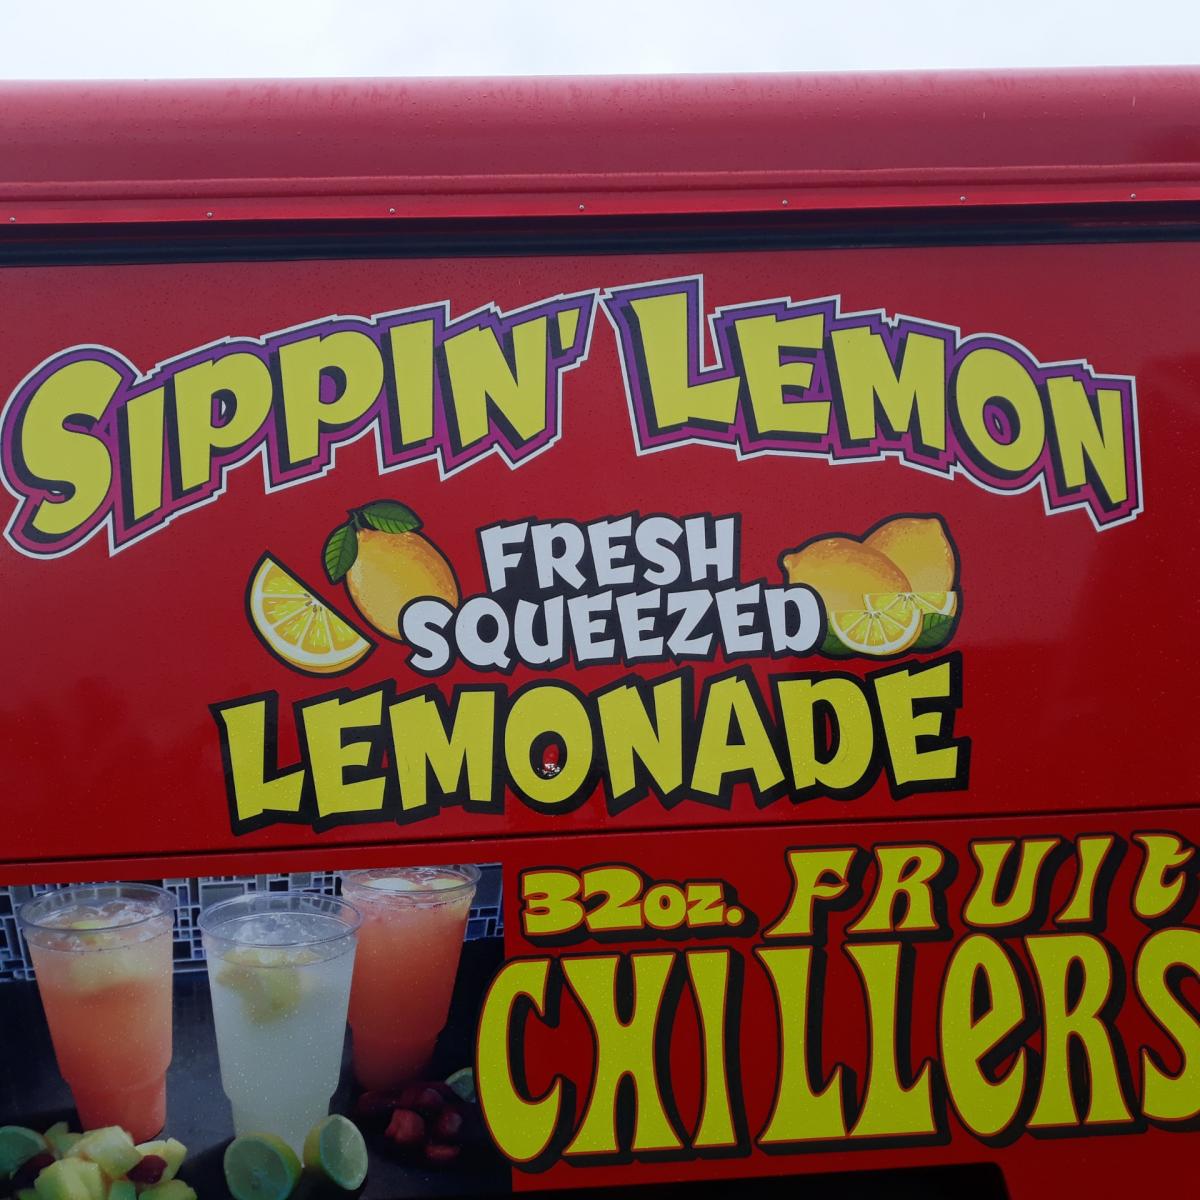 SIPPIN' LEMON
FRESH
SQUEEZED
LEMONADE
32oz. FRUIT
CHILLERS